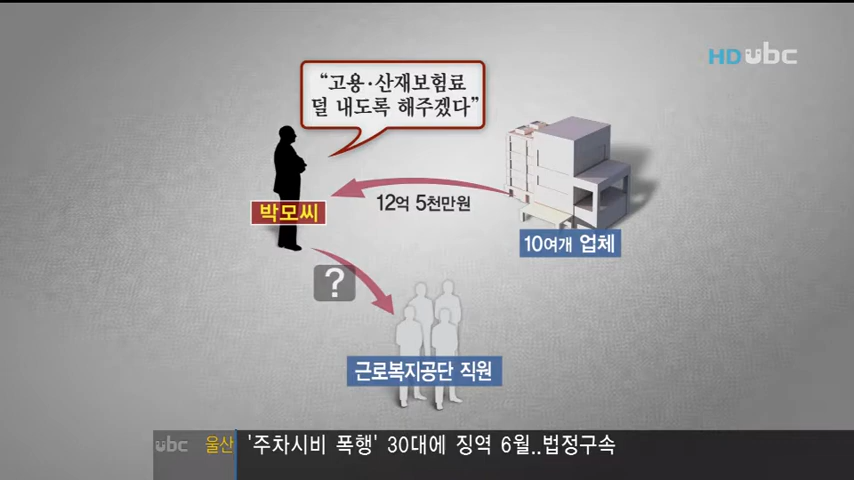 HD ubc
“고용·산재보험료
덜 내도록 해주겠다”
12억 5천만원
박모씨
10여개 업체
?
근로복지공단 직원
ubc 울산 '주차시비 폭행' 30대에 징역 6월..법정구속